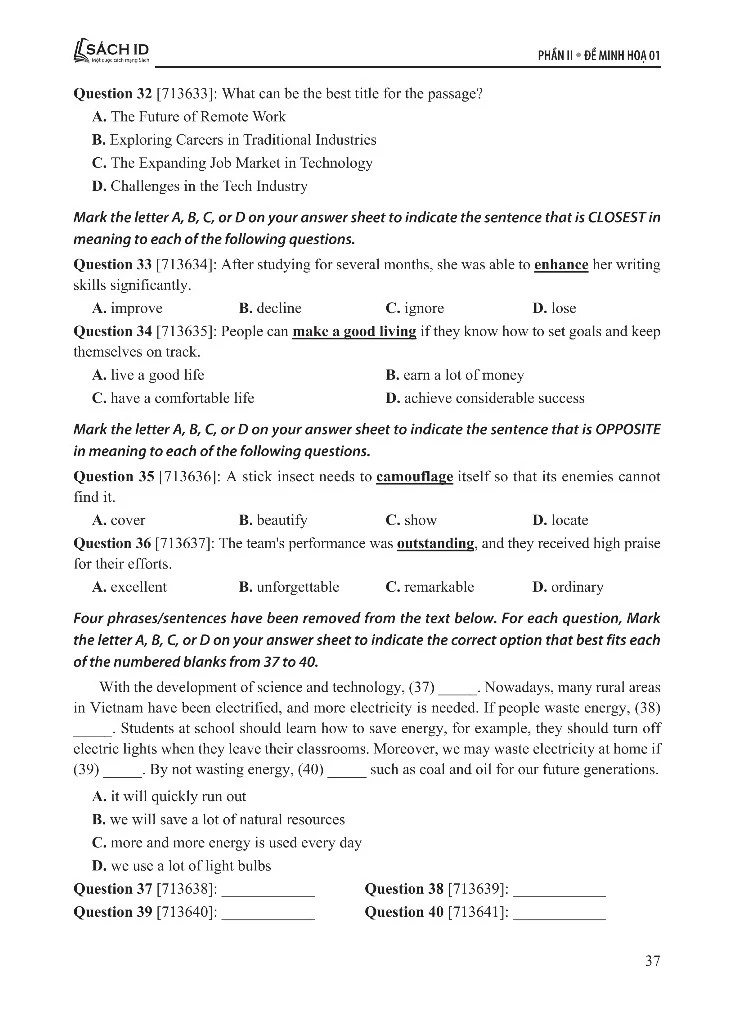 SÁCH ID
Một cuộc cách mạng Sách
PHẦN II • ĐỀ MINH HOẠ 01
Question 32 [713633]: What can be the best title for the passage?
A. The Future of Remote Work
B. Exploring Careers in Traditional Industries
C. The Expanding Job Market in Technology
D. Challenges in the Tech Industry
Mark the letter A, B, C, or D on your answer sheet to indicate the sentence that is CLOSEST in
meaning to each of the following questions.
Question 33 [713634]: After studying for several months, she was able to enhance her writing
skills significantly.
A. improve B. decline C. ignore D. lose
Question 34 [713635]: People can make a good living if they know how to set goals and keep
themselves on track.
A. live a good life B. earn a lot of money
C. have a comfortable life D. achieve considerable success
Mark the letter A, B, C, or D on your answer sheet to indicate the sentence that is OPPOSITE
in meaning to each of the following questions.
Question 35 [713636]: A stick insect needs to camouflage itself so that its enemies cannot
find it.
A. cover B. beautify C. show D. locate
Question 36 [713637]: The team's performance was outstanding, and they received high praise
for their efforts.
A. excellent B. unforgettable C. remarkable D. ordinary
Four phrases/sentences have been removed from the text below. For each question, Mark
the letter A, B, C, or D on your answer sheet to indicate the correct option that best fits each
of the numbered blanks from 37 to 40.
With the development of science and technology, (37) _____. Nowadays, many rural areas
in Vietnam have been electrified, and more electricity is needed. If people waste energy, (38)
_____. Students at school should learn how to save energy, for example, they should turn off
electric lights when they leave their classrooms. Moreover, we may waste electricity at home if
(39) _____. By not wasting energy, (40) _____ such as coal and oil for our future generations.
A. it will quickly run out
B. we will save a lot of natural resources
C. more and more energy is used every day
D. we use a lot of light bulbs
Question 37 [713638]: ____________ Question 38 [713639]: ____________
Question 39 [713640]: ____________ Question 40 [713641]: ____________
37